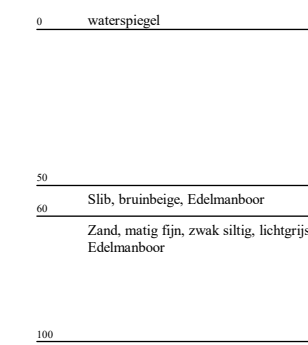 0 waterspiegel
50
Slib, bruinbeige, Edelmanboor
60
Zand, matig fijn, zwak siltig, lichtgrijs
Edelmanboor
100